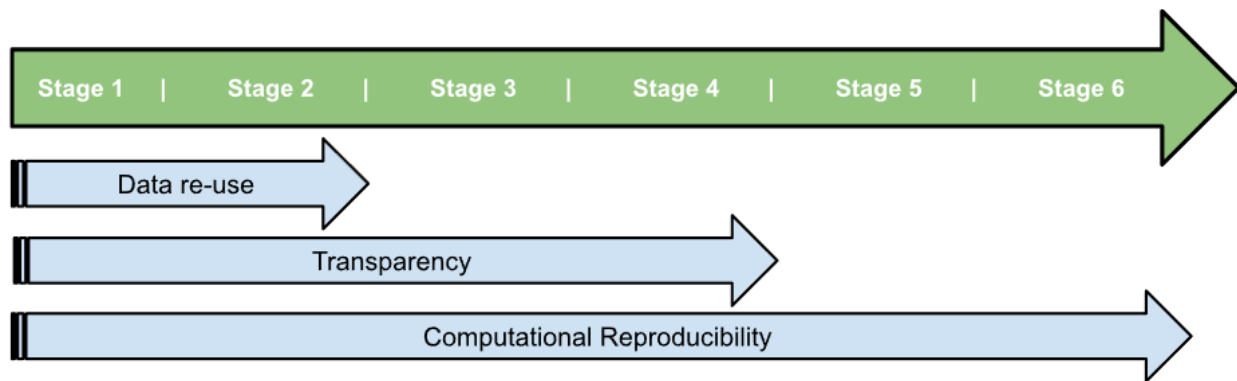 Stage 1 | Stage 2 | Stage 3 | Stage 4 | Stage 5 | Stage 6
Data re-use
Transparency
Computational Reproducibility